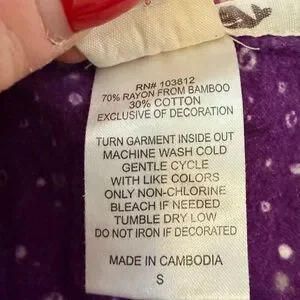 RN# 103812
70% RAYON FROM BAMBOO
30% COTTON
EXCLUSIVE OF DECORATION
TURN GARMENT INSIDE OUT
MACHINE WASH COLD
GENTLE CYCLE
WITH LIKE COLORS
ONLY NON-CHLORINE
BLEACH IF NEEDED
TUMBLE DRY LOW
DO NOT IRON IF DECORATED
MADE IN CAMBODIA
S